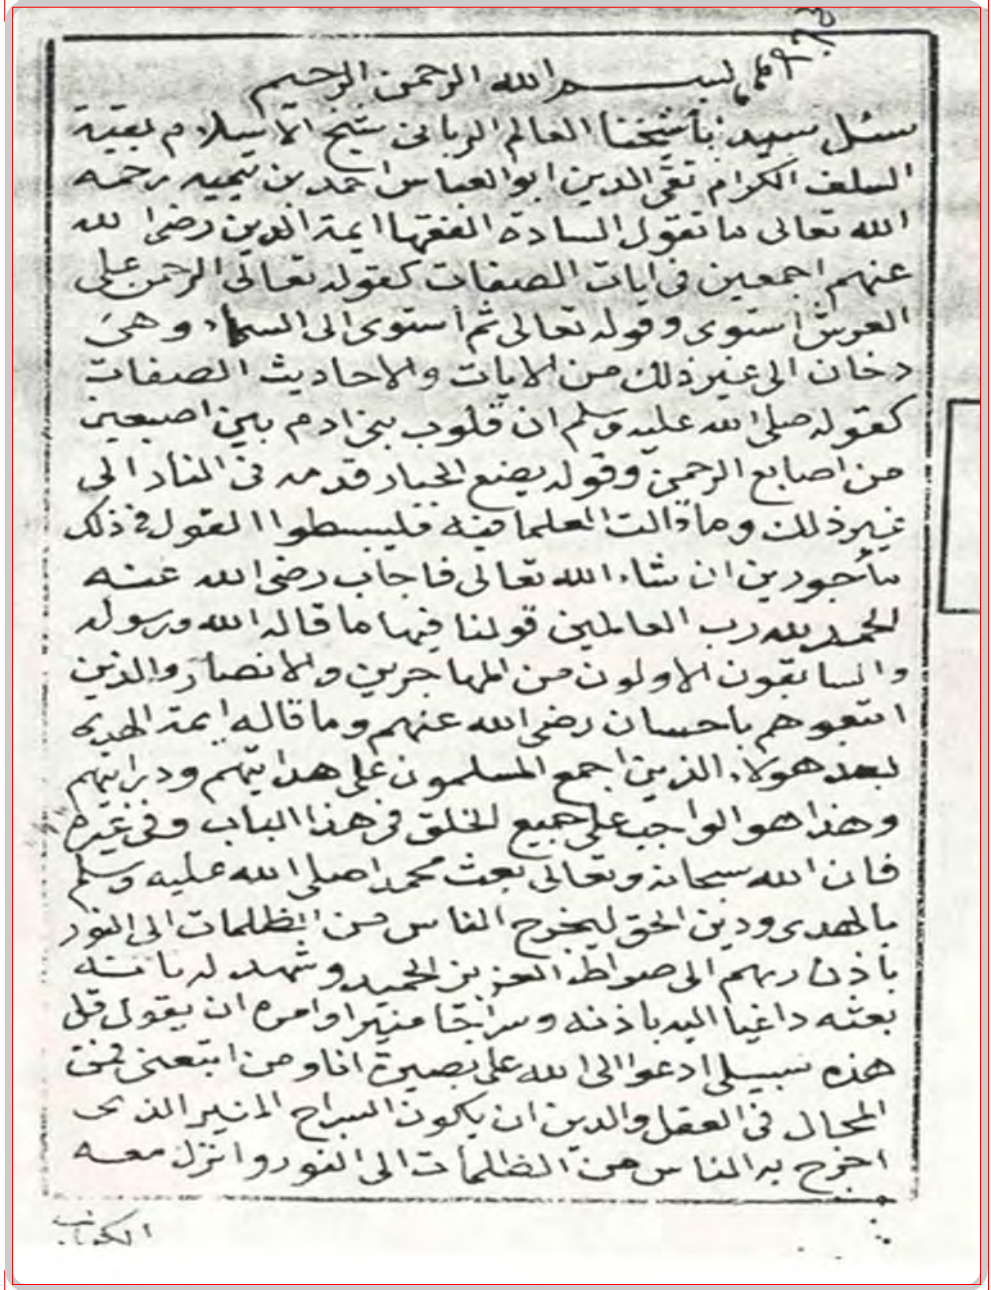 بسم الله الرحمن الرحيم
سئل سيدنا شيخنا العالم الرباني شيخ الاسلام بقية
السلف الكرام تقي الدين ابو العباس احمد بن تيميه رحمه
الله تعالى ما تقول السادة الفقها ايمة الدين رضي الله
عنهم اجمعين في ايات الصفات كقوله تعالى الرحمن على
العرش استوى وقوله تعالى ثم استوى الى السماء وهي
دخان الى غير ذلك من الايات والاحاديث الصفات
كقوله صلى الله عليه وسلم ان قلوب بني ادم بين اصبعين
من اصابع الرحمن وقوله يضع الجبار قدمه في النار الى
غير ذلك وما قالت العلما فيه فليبسطوا القول في ذلك
مأجورين ان شاء الله تعالى فاجاب رضي الله عنه
الحمد لله رب العالمين قولنا فيها ما قاله الله ورسوله
والسابقون الاولون من المهاجرين والانصار والذين
اتبعوهم باحسان رضي الله عنهم وما قاله ايمة الهدى
بعد هولاء الذين اجمع المسلمون على هدايتهم ودرايتهم
وهذا هو الواجب على جميع الخلق في هذا الباب وفي غيره
فان الله سبحانه وتعالى بعث محمدا صلى الله عليه وسلم
بالهدى ودين الحق ليخرج الناس من الظلمات الى النور
باذن ربهم الى صراط العزيز الحميد وشهد له بانه
بعثه داعيا اليه باذنه وسراجا منيرا وامره ان يقول قل
هذه سبيلي ادعوا الى الله على بصيرة انا ومن اتبعني فمن
المحال في العقل والدين ان يكون السراج المنير الذي
اخرج به الناس من الظلمات الى النور وانزل معه
الكتاب